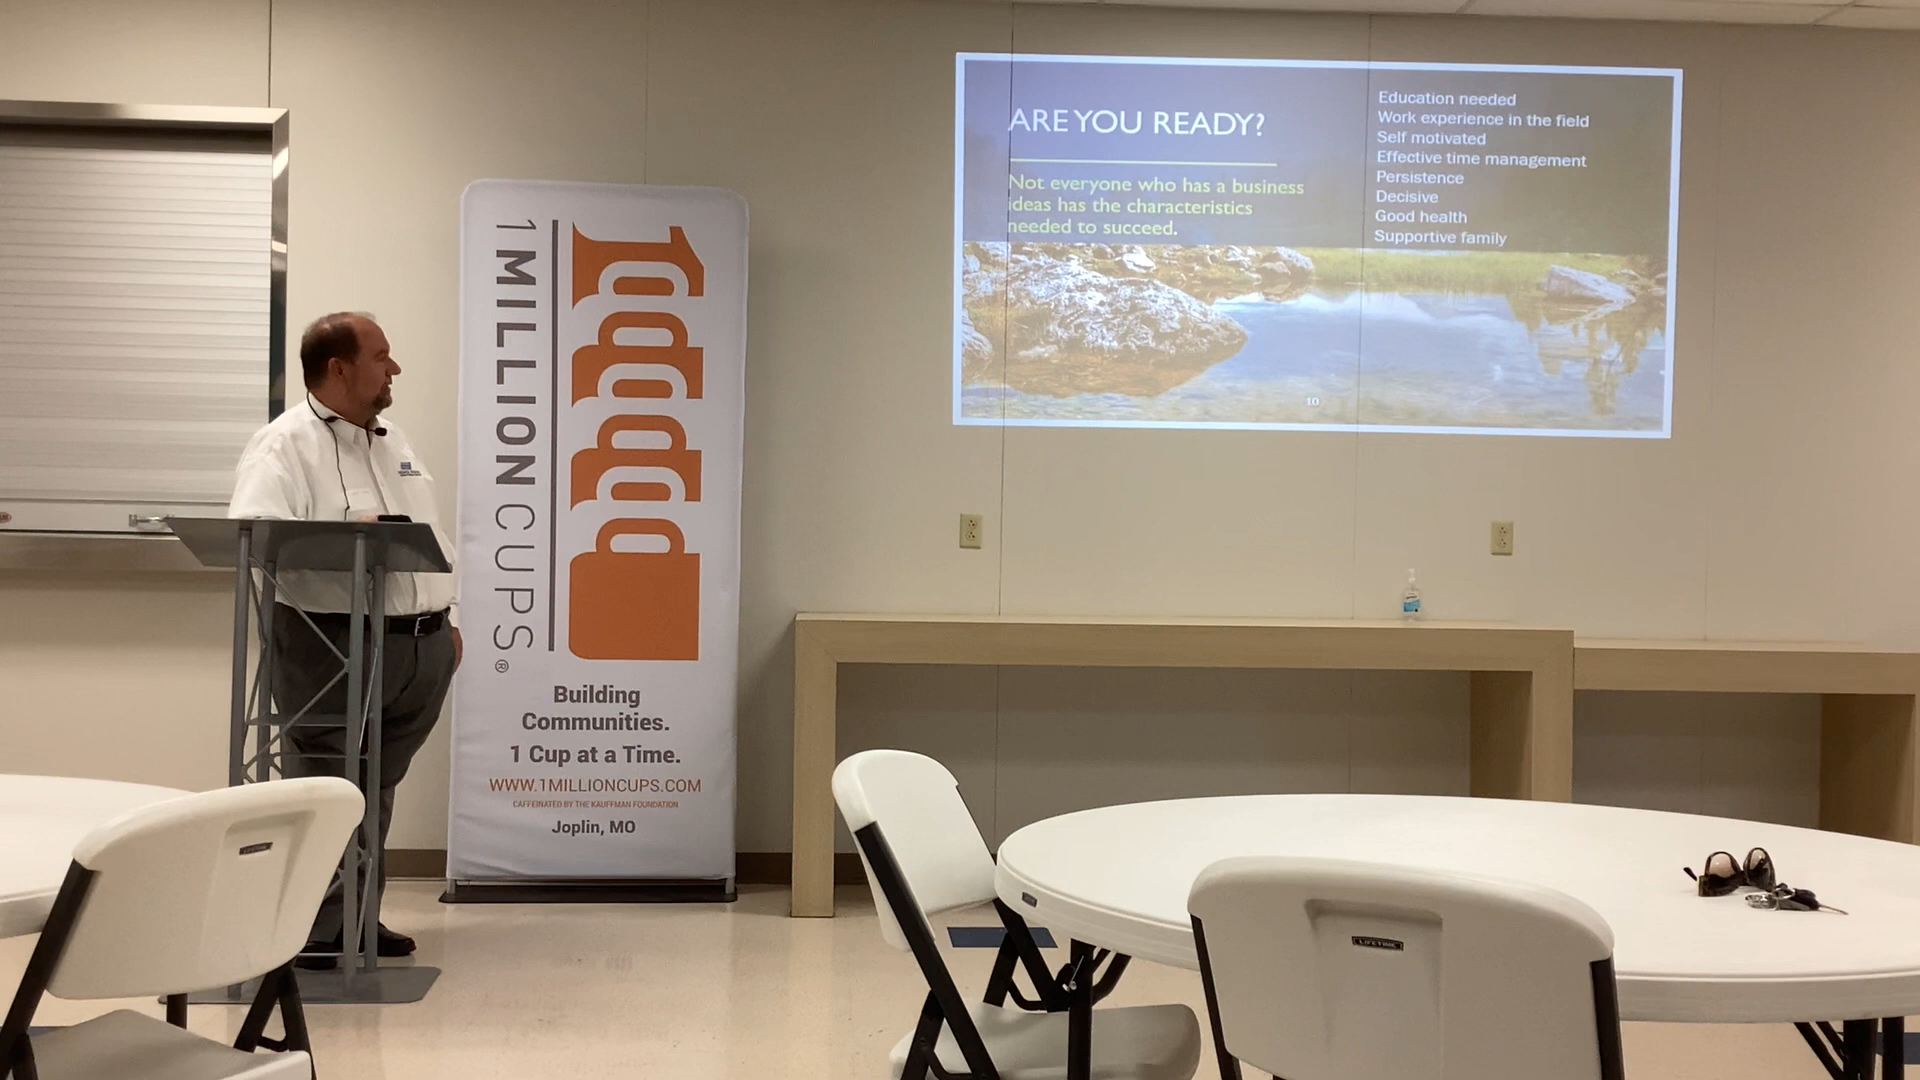 1 MILLION CUPS®
Building
Communities.
1 Cup at a Time.
WWW.1MILLIONCUPS.COM
CAFFEINATED BY THE KAUFFMAN FOUNDATION
Joplin, MO
ARE YOU READY?
Not everyone who has a business
ideas has the characteristics
needed to succeed.
Education needed
Work experience in the field
Self motivated
Effective time management
Persistence
Decisive
Good health
Supportive family
10
LIFETIME
LIFETIME